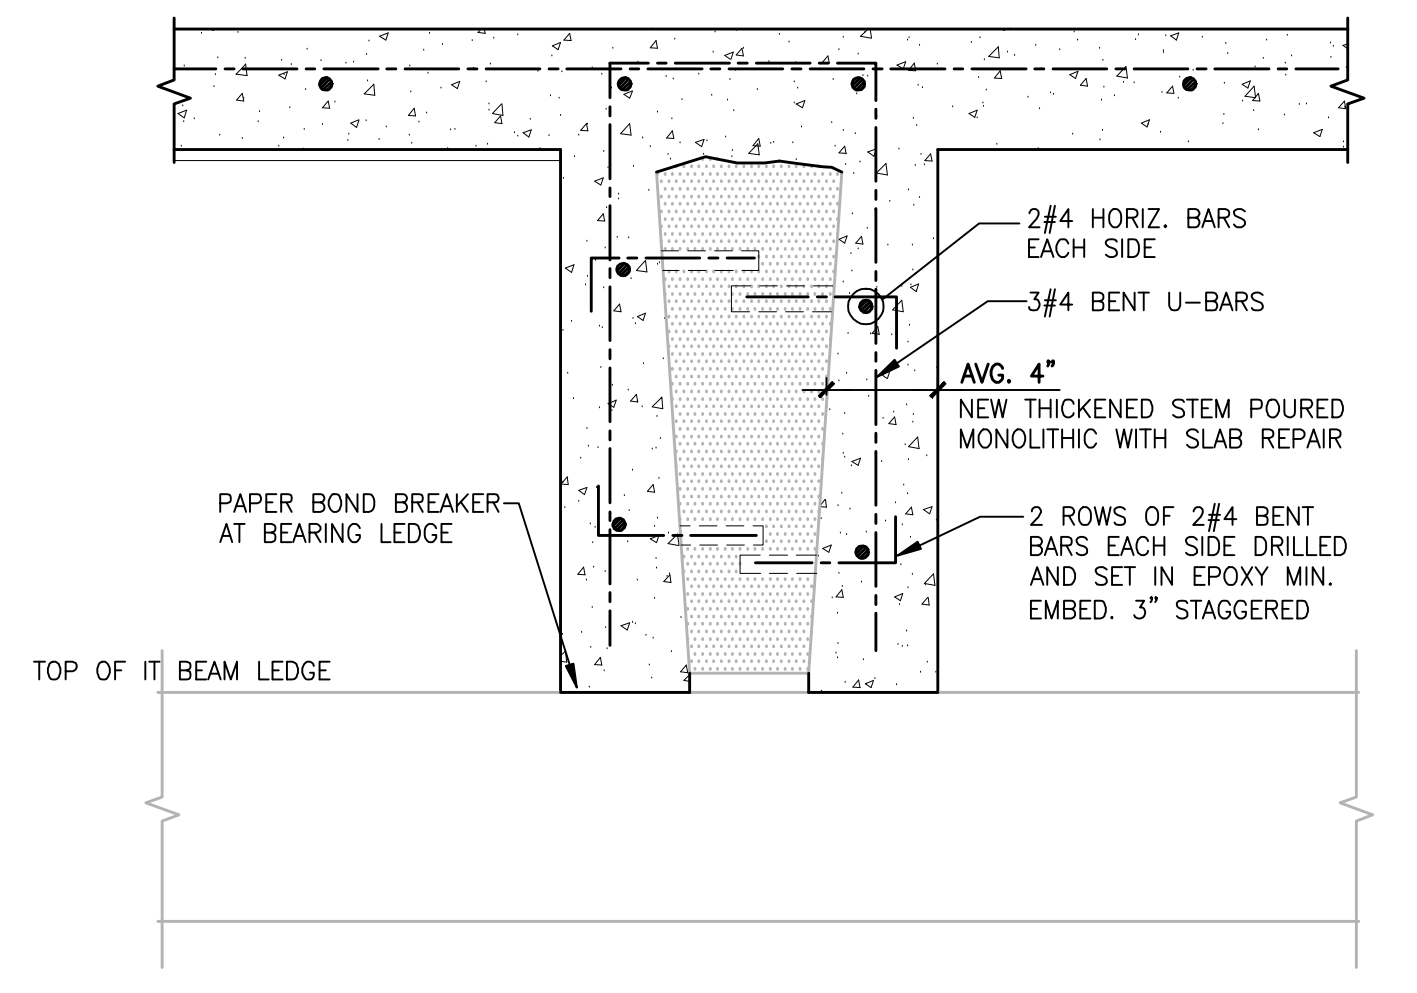 2#4 HORIZ. BARS
EACH SIDE
3#4 BENT U-BARS
AVG. 4"
NEW THICKENED STEM POURED
MONOLITHIC WITH SLAB REPAIR
PAPER BOND BREAKER
AT BEARING LEDGE
2 ROWS OF 2#4 BENT
BARS EACH SIDE DRILLED
AND SET IN EPOXY MIN.
EMBED. 3" STAGGERED
TOP OF IT BEAM LEDGE